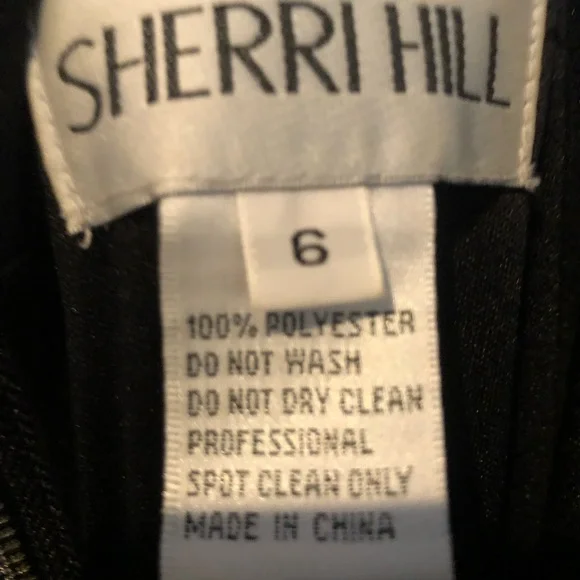 SHERRI HILL
6
100% POLYESTER
DO NOT WASH
DO NOT DRY CLEAN
PROFESSIONAL
SPOT CLEAN ONLY
MADE IN CHINA